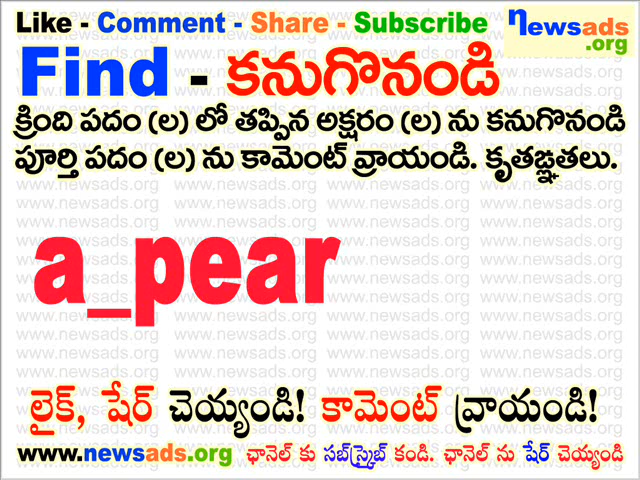 Like - Comment - Share - Subscribe
newsads
.org
Find - కనుగొనండి
క్రింది పదం (ల) లో తప్పిన అక్షరం (ల) ను కనుగొనండి
పూర్తి పదం (ల) ను కామెంట్ వ్రాయండి. కృతజ్ఞతలు.
a_pear
లైక్, షేర్ చెయ్యండి! కామెంట్ వ్రాయండి!
www.newsads.org ఛానెల్ కు సబ్‌స్క్రైబ్ కండి. ఛానెల్ ను షేర్ చెయ్యండి